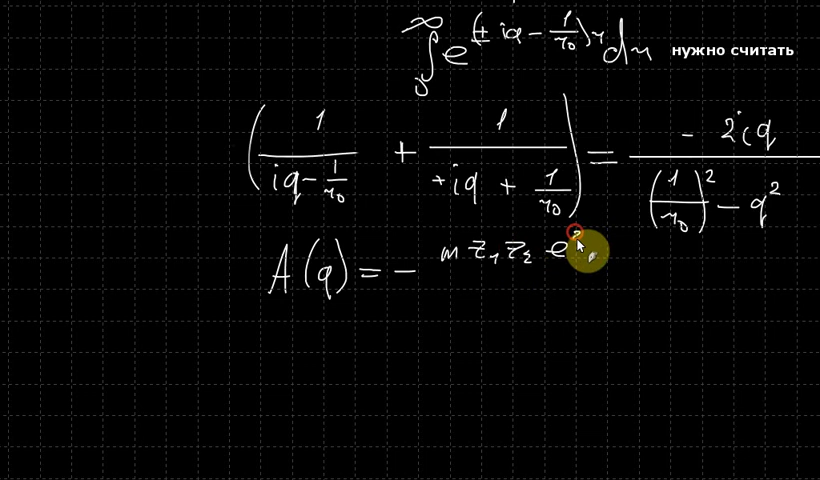 ∫₀^∞ e^{(± iq − 1/r₀)r} dr
нужно считать
(1/(iq − 1/r₀) + 1/(+iq + 1/r₀)) = − 2iq/((1/r₀)² − q²)
A(q) = − m z₁ z₂ e²